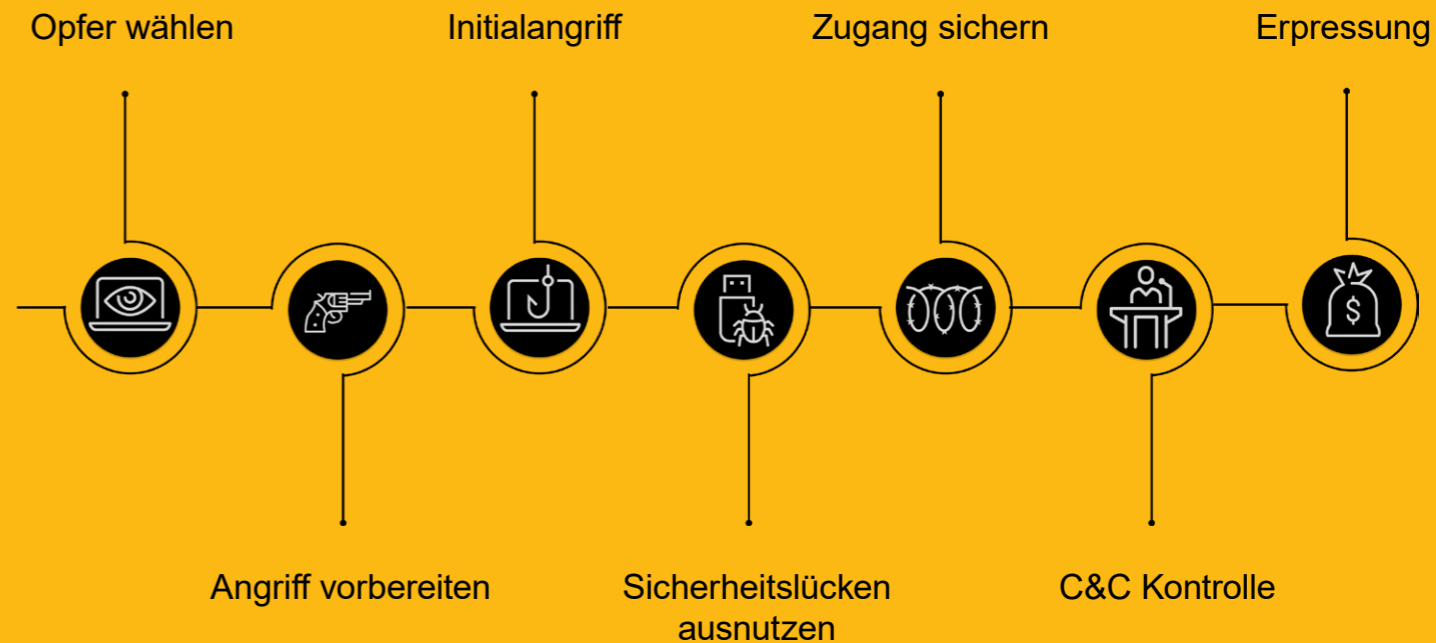 Opfer wählen
Initialangriff
Zugang sichern
Erpressung
$
Angriff vorbereiten
Sicherheitslücken
ausnutzen
C&C Kontrolle